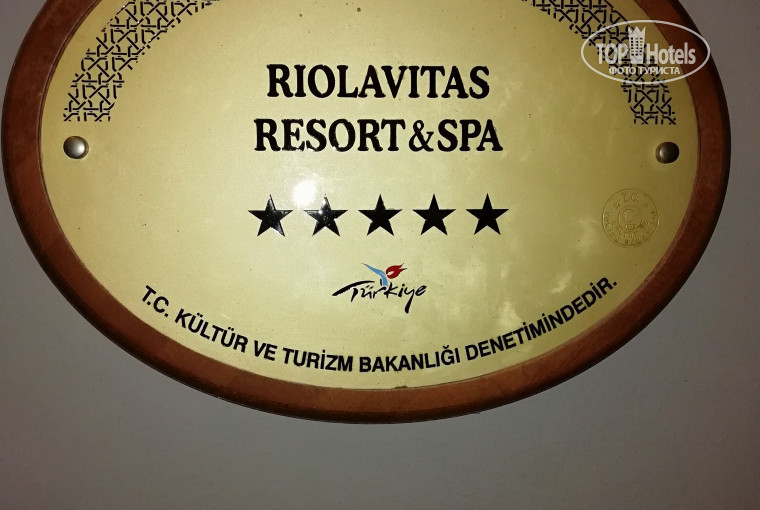 TOP Hotels
ФОТО ТУРИСТА
RIOLAVITAS
RESORT & SPA
Türkiye
T.C. KÜLTÜR VE TURİZM BAKANLIĞI DENETİMİNDEDİR.